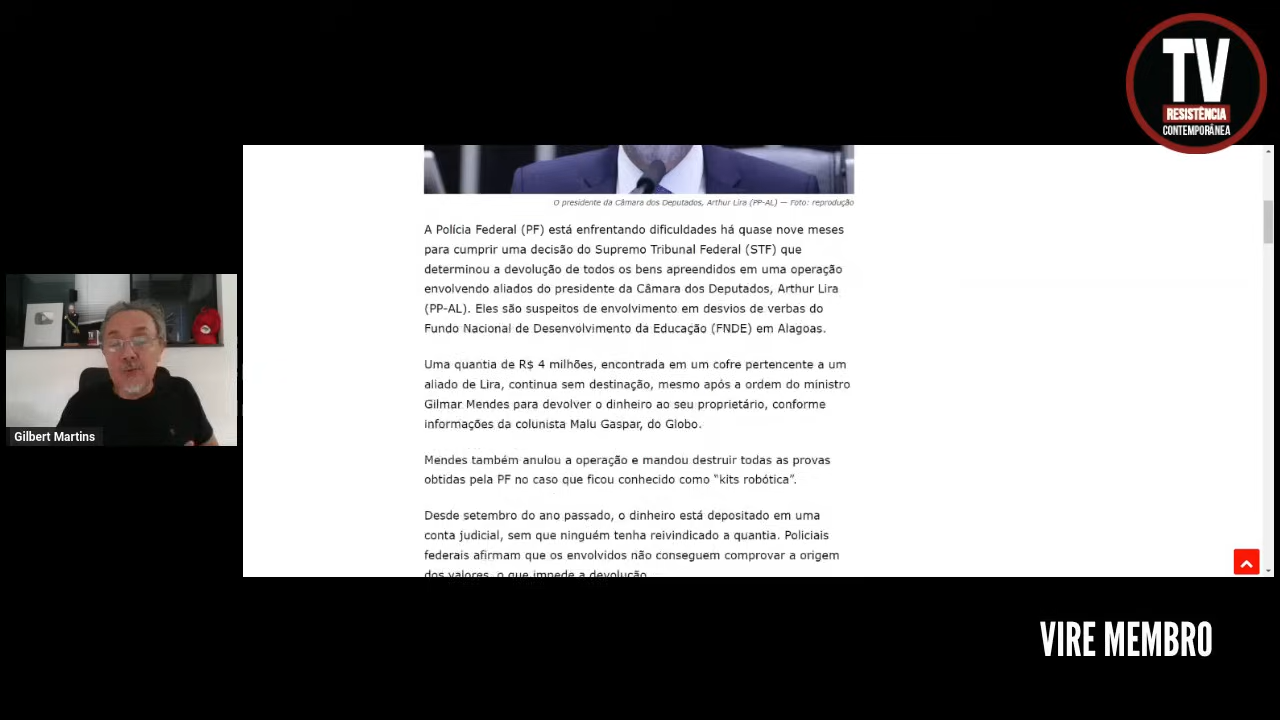 TV
RESISTÊNCIA
CONTEMPORÂNEA
O presidente da Câmara dos Deputados, Arthur Lira (PP-AL) — Foto: reprodução
A Polícia Federal (PF) está enfrentando dificuldades há quase nove meses
para cumprir uma decisão do Supremo Tribunal Federal (STF) que
determinou a devolução de todos os bens apreendidos em uma operação
envolvendo aliados do presidente da Câmara dos Deputados, Arthur Lira
(PP-AL). Eles são suspeitos de envolvimento em desvios de verbas do
Fundo Nacional de Desenvolvimento da Educação (FNDE) em Alagoas.
Uma quantia de R$ 4 milhões, encontrada em um cofre pertencente a um
aliado de Lira, continua sem destinação, mesmo após a ordem do ministro
Gilmar Mendes para devolver o dinheiro ao seu proprietário, conforme
informações da colunista Malu Gaspar, do Globo.
Mendes também anulou a operação e mandou destruir todas as provas
obtidas pela PF no caso que ficou conhecido como “kits robótica”.
Desde setembro do ano passado, o dinheiro está depositado em uma
conta judicial, sem que ninguém tenha reivindicado a quantia. Policiais
federais afirmam que os envolvidos não conseguem comprovar a origem
dos valores, o que impede a devolução.
Gilbert Martins
VIRE MEMBRO